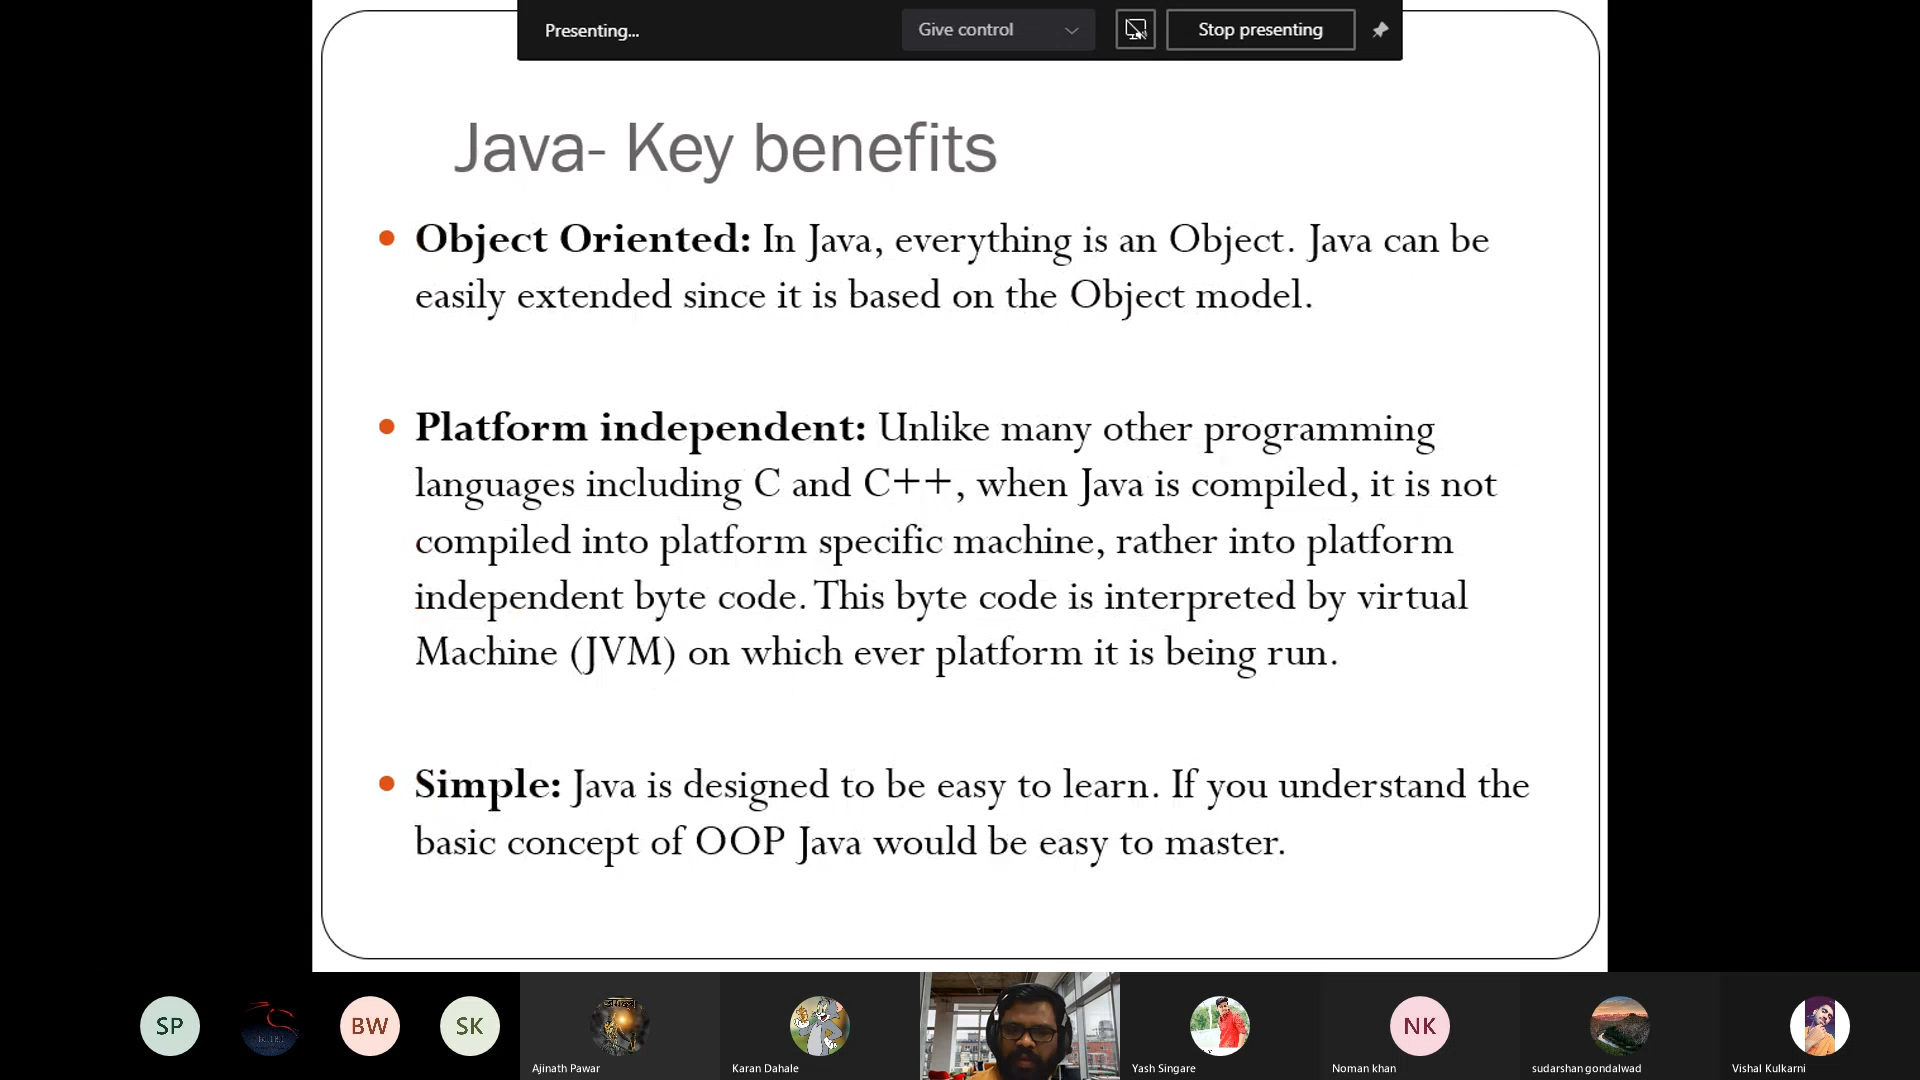 Presenting...
Give control
Stop presenting
Java- Key benefits
• Object Oriented: In Java, everything is an Object. Java can be
easily extended since it is based on the Object model.
• Platform independent: Unlike many other programming
languages including C and C++, when Java is compiled, it is not
compiled into platform specific machine, rather into platform
independent byte code. This byte code is interpreted by virtual
Machine (JVM) on which ever platform it is being run.
• Simple: Java is designed to be easy to learn. If you understand the
basic concept of OOP Java would be easy to master.
SP
BW
SK
NK
Ajinath Pawar
Karan Dahale
Yash Singare
Noman khan
sudarshan gondalwad
Vishal Kulkarni